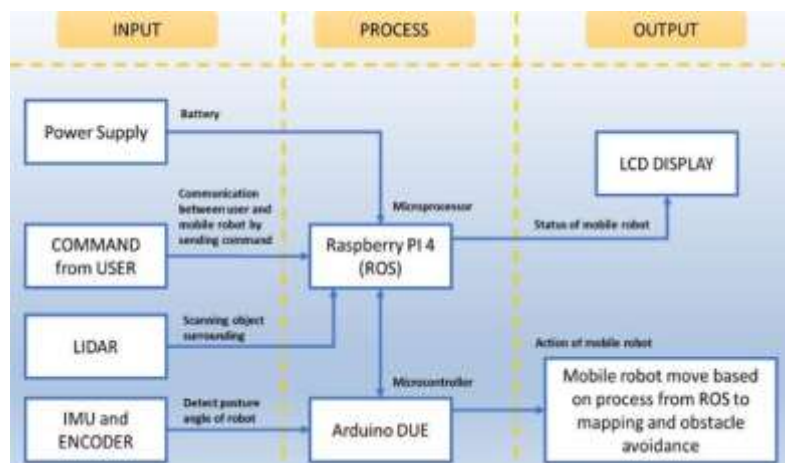 INPUT
PROCESS
OUTPUT
Power Supply
Battery
LCD DISPLAY
Communication
between user and
mobile robot by
sending command
COMMAND
from USER
Microprocessor
Raspberry PI 4
(ROS)
Status of mobile robot
LIDAR
Scanning object
surrounding
Action of mobile robot
Mobile robot move based
on process from ROS to
mapping and obstacle
avoidance
IMU and
ENCODER
Detect posture
angle of robot
Microcontroller
Arduino DUE